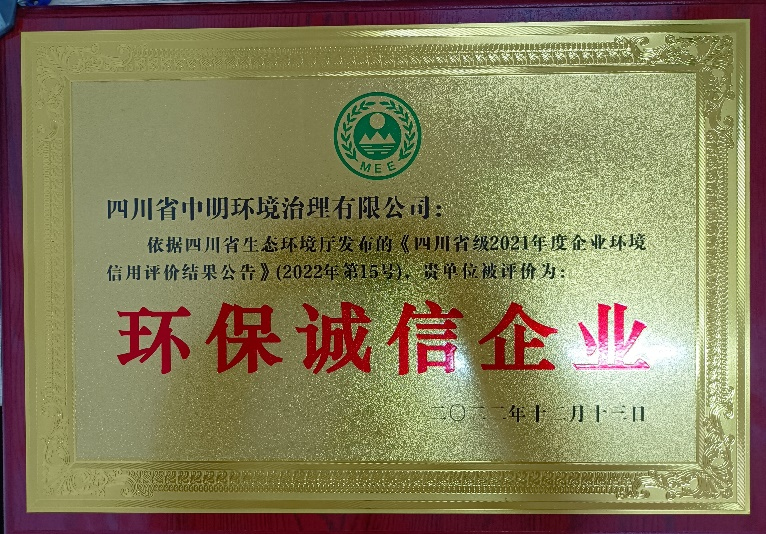 MEE
四川省中明环境治理有限公司：
依据四川省生态环境厅发布的《四川省级2021年度企业环境
信用评价结果公告》(2022年第15号)，贵单位被评价为：
环保诚信企业
二〇二二年十二月十三日